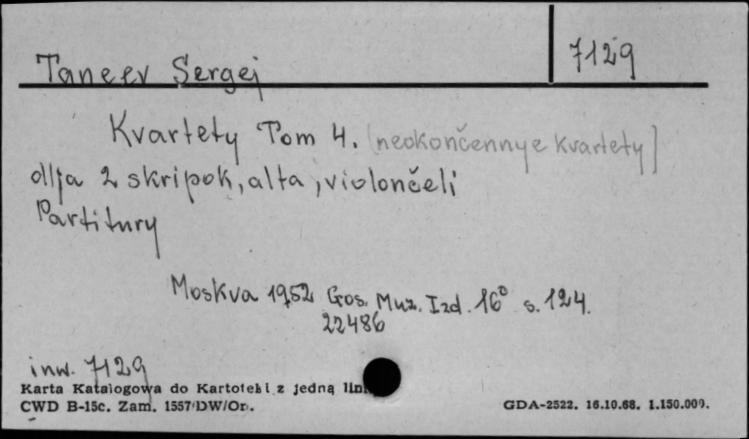 Taneev Sergej
7129
Kvartety Tom 4. (neokončennye kvartety]
dlja 2 skripok, alta, violončeli
Partitury
Moskva 1952 Gos. Muz. Izd. 16° s. 124.
22486
inw. 7129
Karta Katalogowa do Kartoteki z jedną
CWD B-15c. Zam. 1557/DW/Or.
GDA-2522. 16.10.68. 1.150.000.